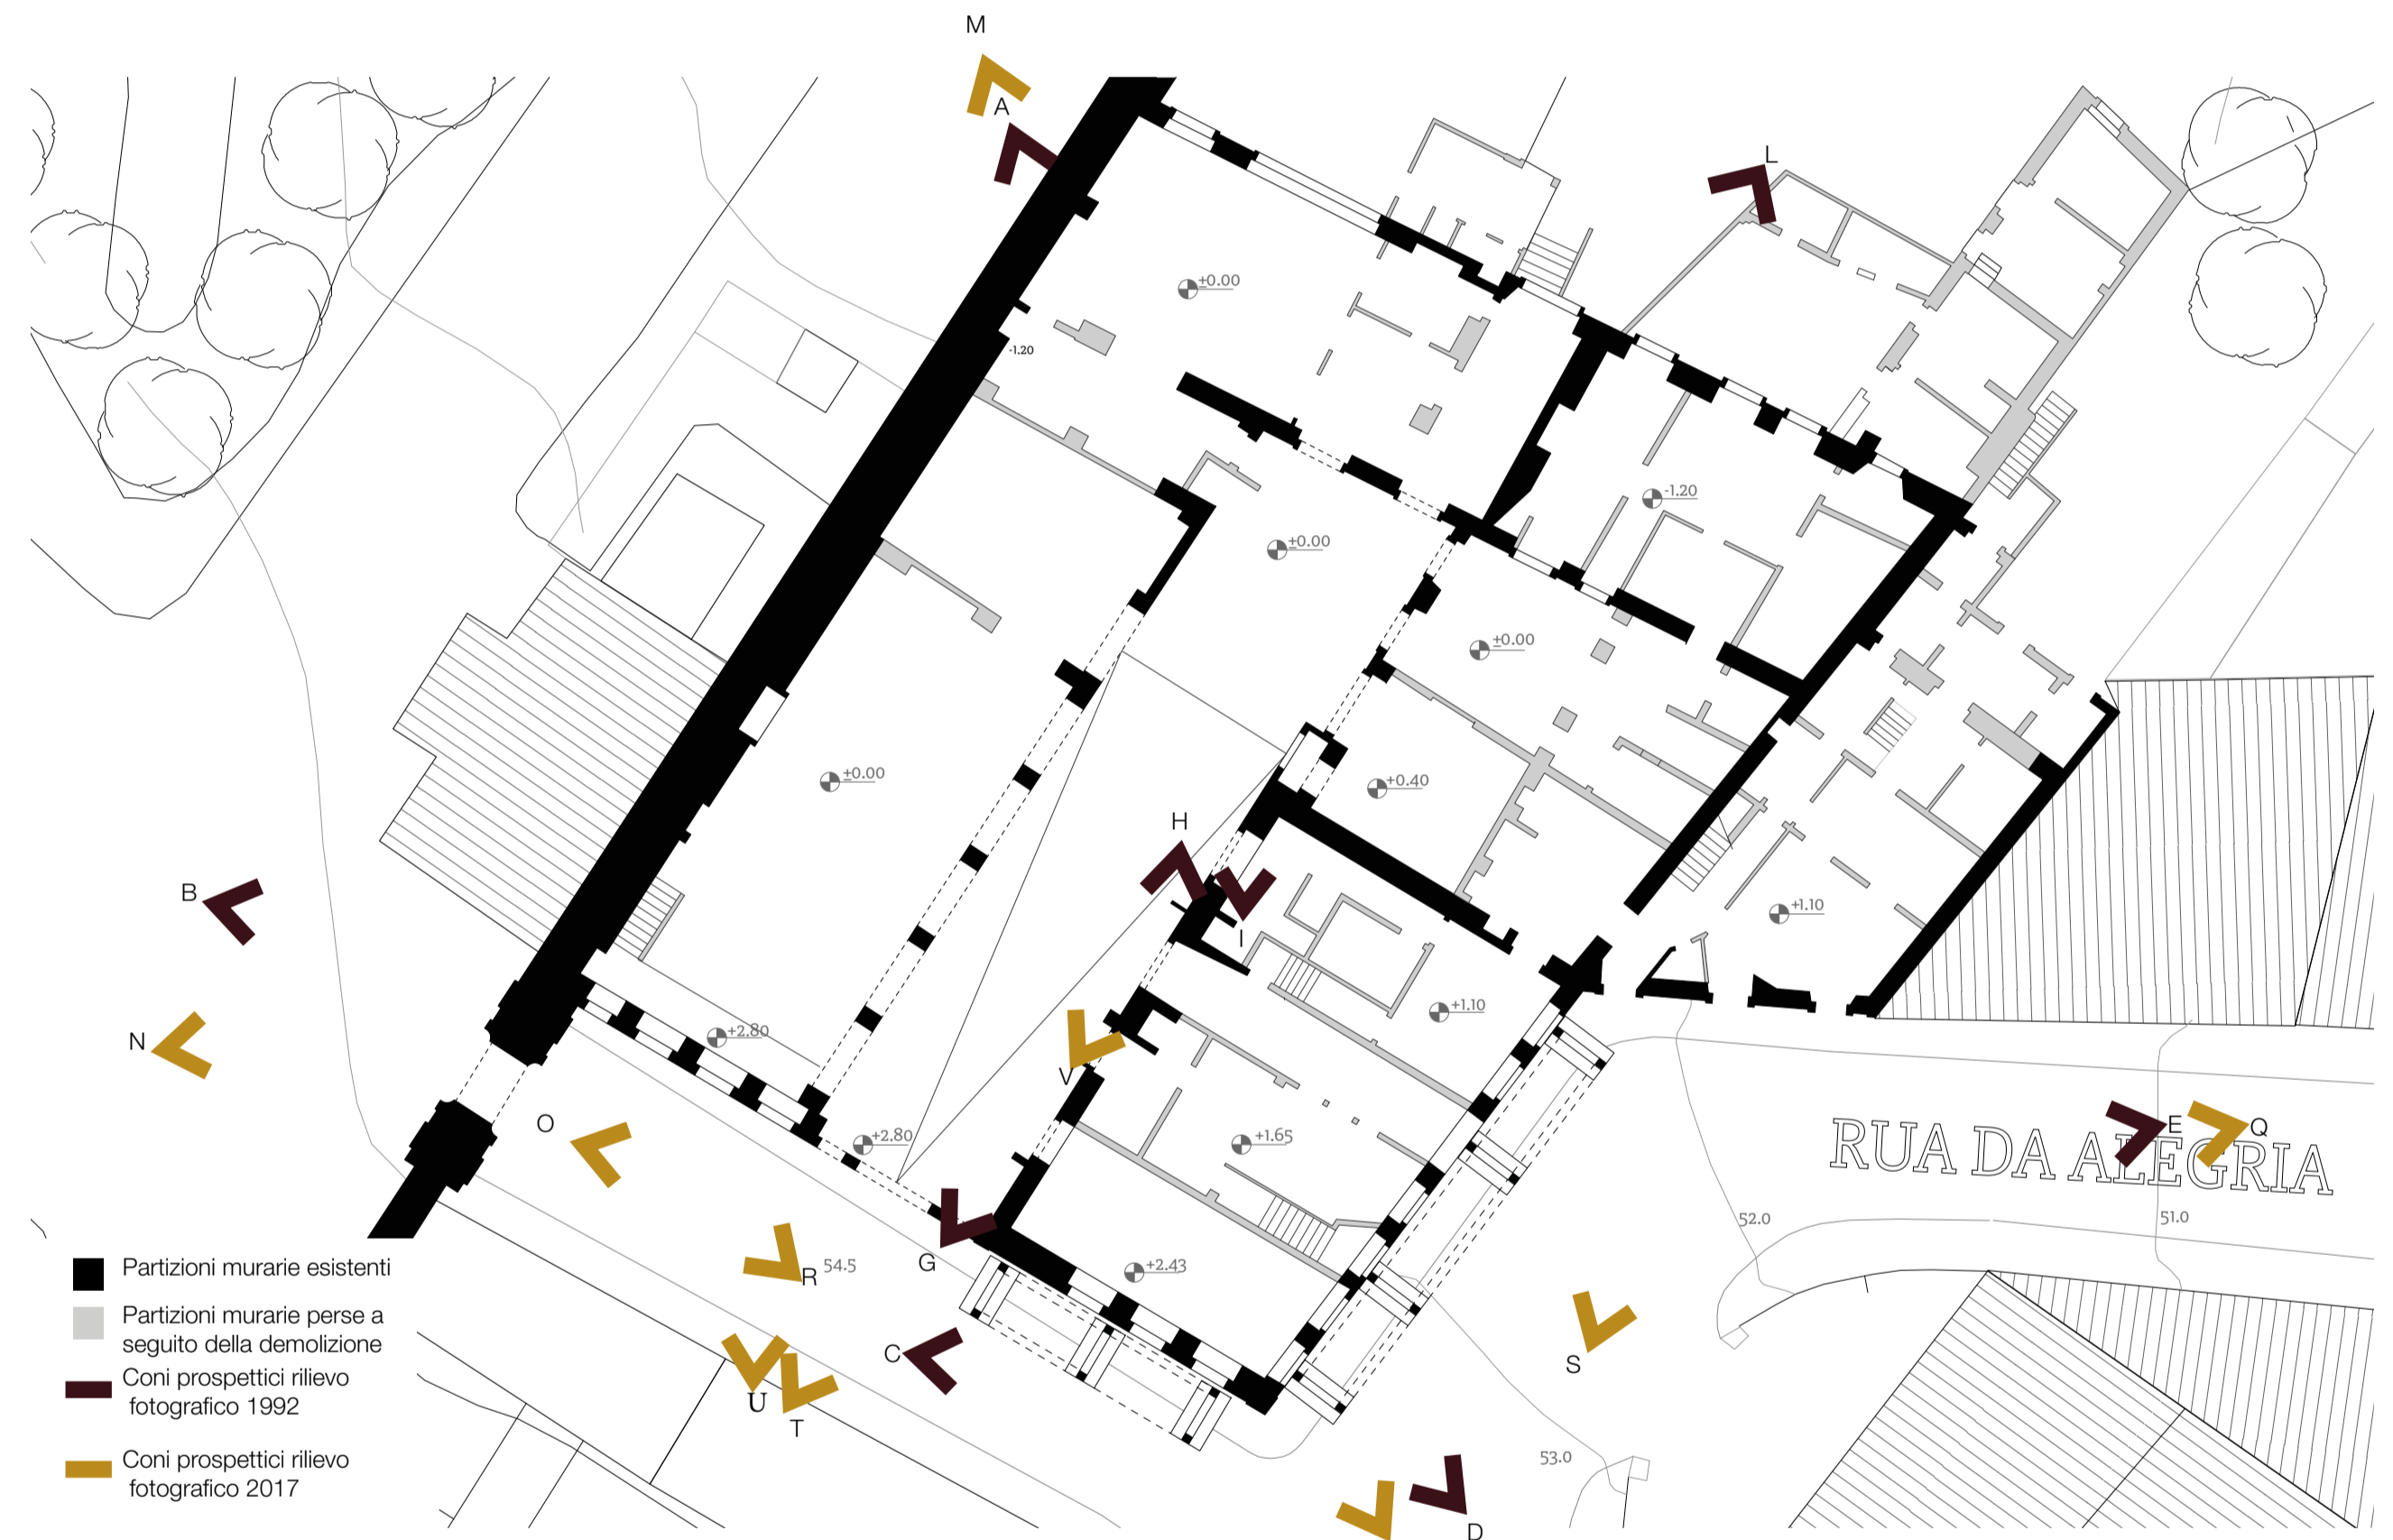 M
A
L
±0.00
-1.20
-1.20
±0.00
±0.00
±0.00
+0.40
H
B
I
+1.10
+1.10
N
+2.80
V
O
+2.80
+1.65
E
Q
RUA DA ALEGRIA
52.0
51.0
G
R
54.5
+2.43
C
S
U
T
53.0
D
Partizioni murarie esistenti
Partizioni murarie perse a
seguito della demolizione
Coni prospettici rilievo
fotografico 1992
Coni prospettici rilievo
fotografico 2017